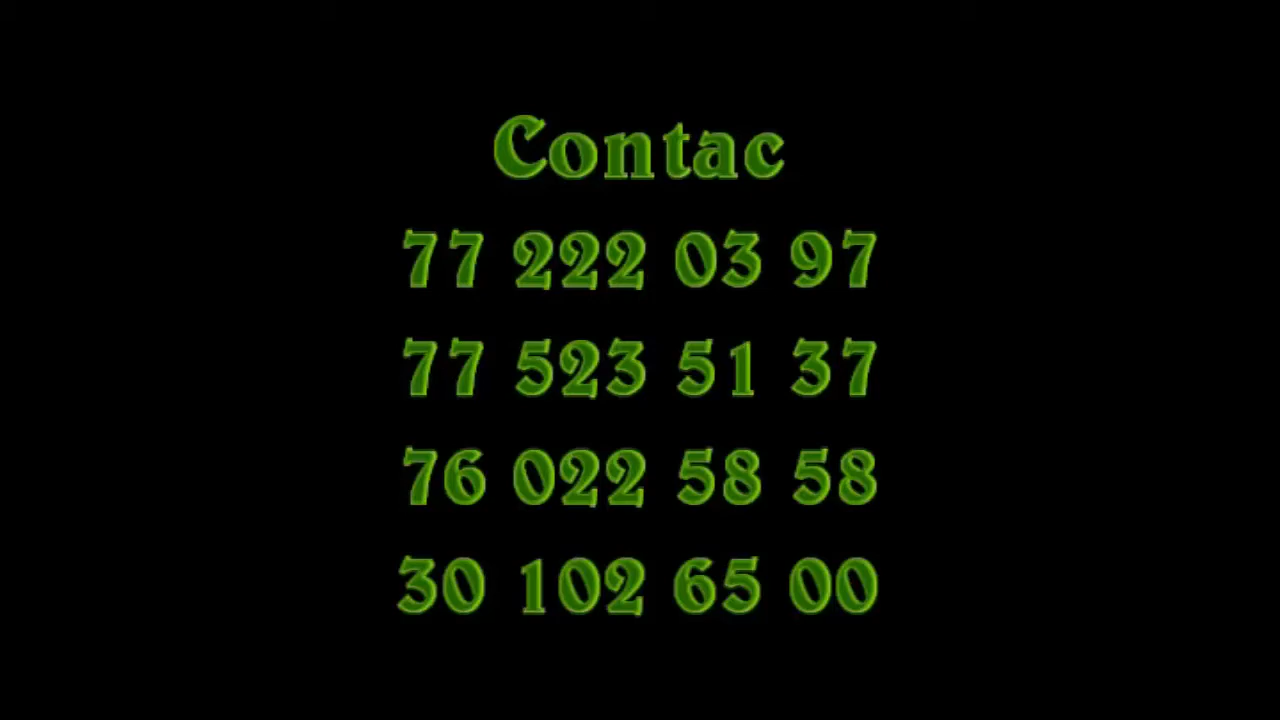 Contac
77 222 03 97
77 523 51 37
76 022 58 58
30 102 65 00